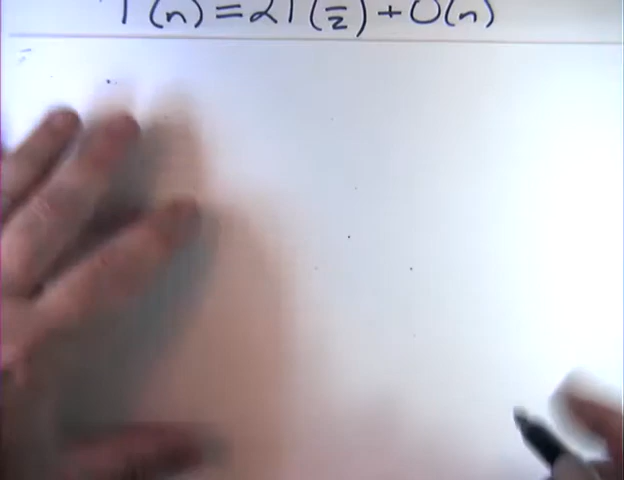 T(n) = 2T(n/2) + O(n)